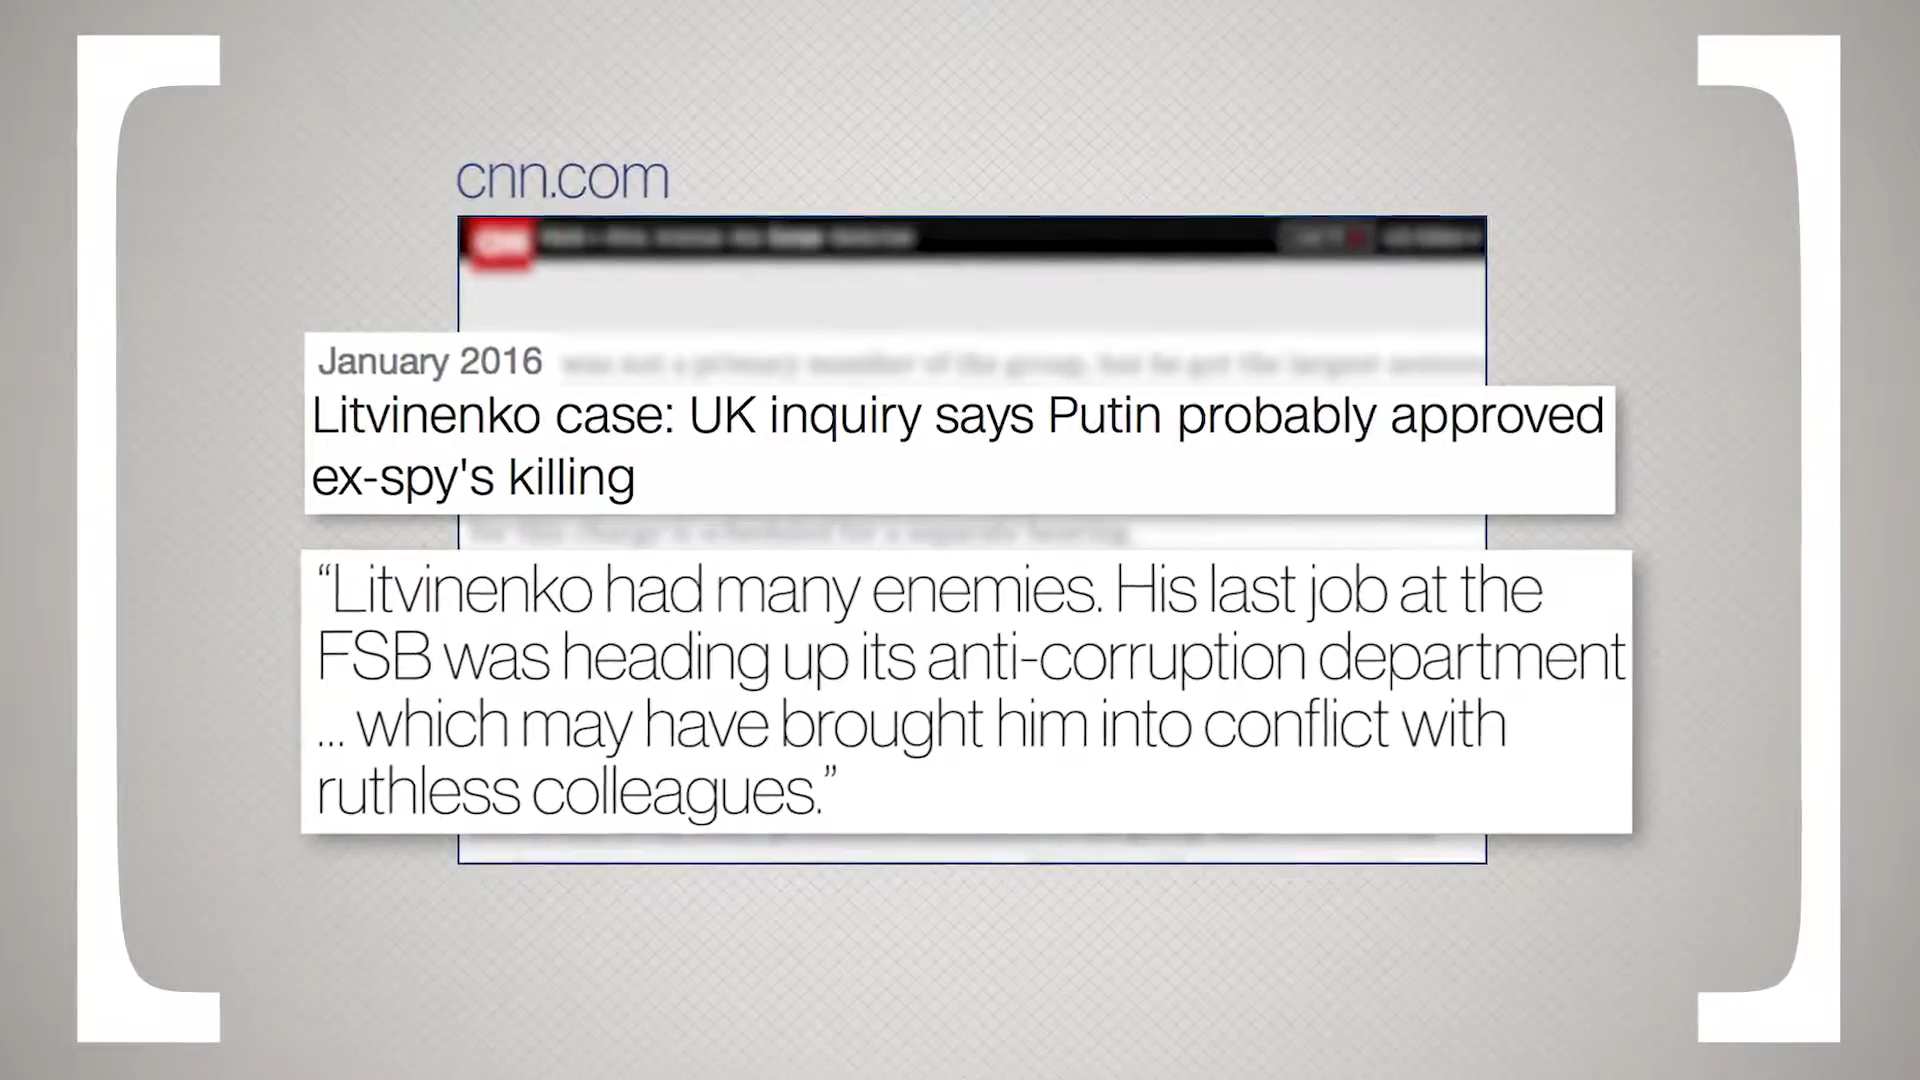 cnn.com
January 2016
Litvinenko case: UK inquiry says Putin probably approved
ex-spy's killing
“Litvinenko had many enemies. His last job at the
FSB was heading up its anti-corruption department
... which may have brought him into conflict with
ruthless colleagues.”